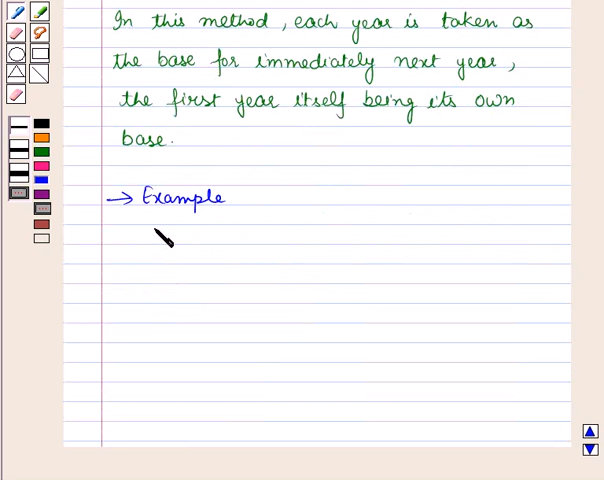 In this method, each year is taken as
the base for immediately next year,
the first year itself being its own
base.
→ Example